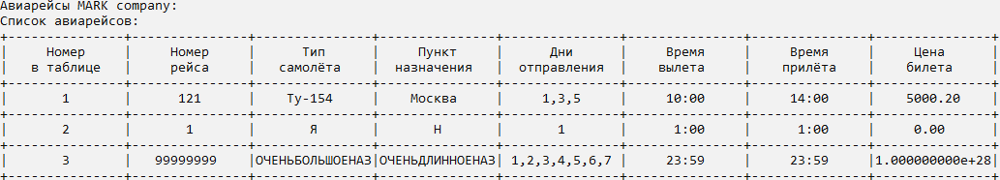 Авиарейсы MARK company:
Список авиарейсов:
+---------------+---------------+---------------+---------------+---------------+---------------+---------------+---------------+
| Номер | Номер | Тип | Пункт | Дни | Время | Время | Цена |
| в таблице | рейса | самолёта | назначения | отправления | вылета | прилёта | билета |
+---------------+---------------+---------------+---------------+---------------+---------------+---------------+---------------+
| 1 | 121 | Ту-154 | Москва | 1,3,5 | 10:00 | 14:00 | 5000.20 |
+---------------+---------------+---------------+---------------+---------------+---------------+---------------+---------------+
| 2 | 1 | Я | Н | 1 | 1:00 | 1:00 | 0.00 |
+---------------+---------------+---------------+---------------+---------------+---------------+---------------+---------------+
| 3 | 99999999 |ОЧЕНЬБОЛЬШОЕНАЗ|ОЧЕНЬДЛИННОЕНАЗ| 1,2,3,4,5,6,7 | 23:59 | 23:59 |1.000000000e+28|
+---------------+---------------+---------------+---------------+---------------+---------------+---------------+---------------+